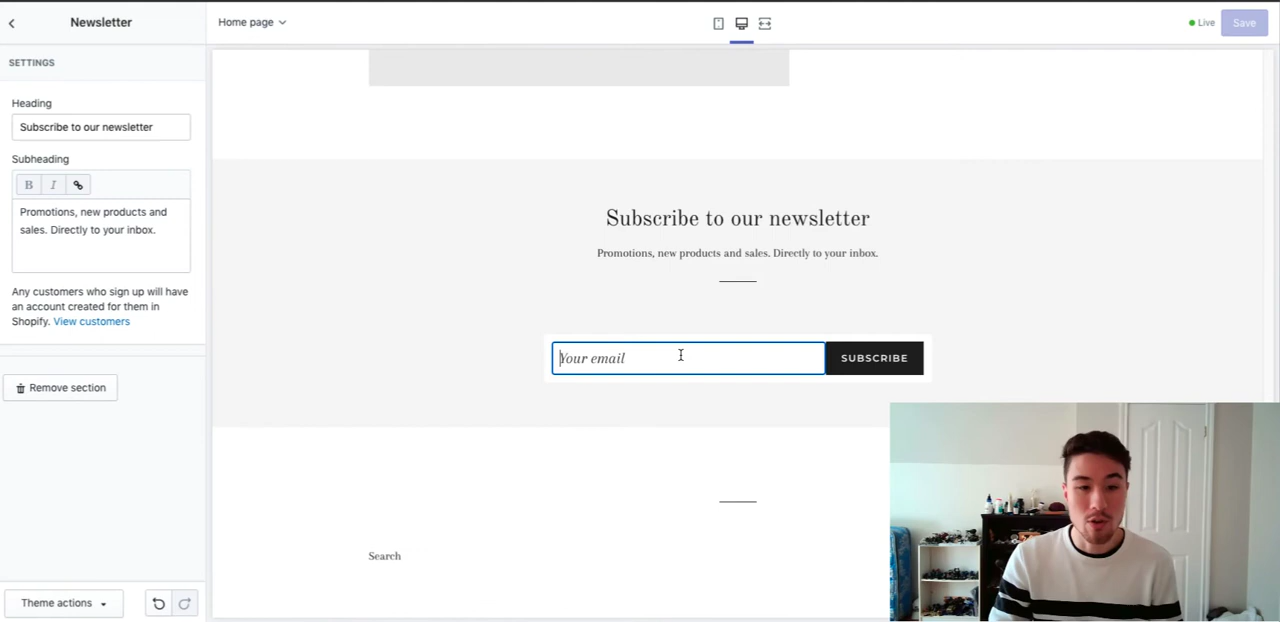 Newsletter
Home page
Live
Save
SETTINGS
Heading
Subscribe to our newsletter
Subheading
B I
Promotions, new products and
sales. Directly to your inbox.
Any customers who sign up will have
an account created for them in
Shopify. View customers
Remove section
Theme actions
Subscribe to our newsletter
Promotions, new products and sales. Directly to your inbox.
Your email
SUBSCRIBE
Search